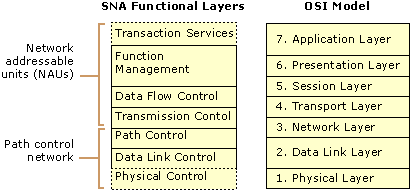 SNA Functional Layers
OSI Model
Network
addressable
units (NAUs)
Path control
network
Transaction Services
Function
Management
Data Flow Control
Transmission Contol
Path Control
Data Link Control
Physical Control
7. Application Layer
6. Presentation Layer
5. Session Layer
4. Transport Layer
3. Network Layer
2. Data Link Layer
1. Physical Layer